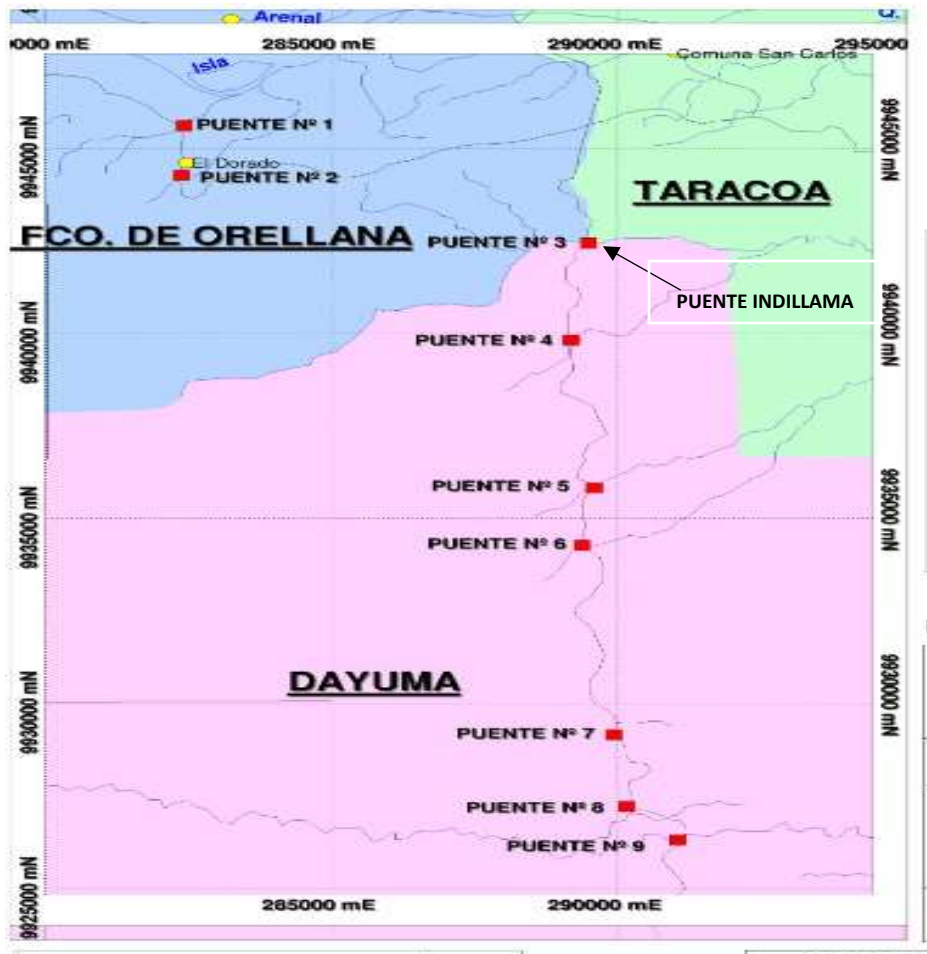 Arenal
Q.
0000 mE 285000 mE 290000 mE 295000
Comuna San Carlos
Isla
PUENTE Nº 1
9945000 mN
9945000 mN
El Dorado
PUENTE Nº 2
TARACOA
FCO. DE ORELLANA
PUENTE Nº 3
PUENTE INDILLAMA
9940000 mN
9940000 mN
PUENTE Nº 4
PUENTE Nº 5
9935000 mN
9935000 mN
PUENTE Nº 6
DAYUMA
9930000 mN
9930000 mN
PUENTE Nº 7
PUENTE Nº 8
PUENTE Nº 9
9925000 mN
285000 mE 290000 mE